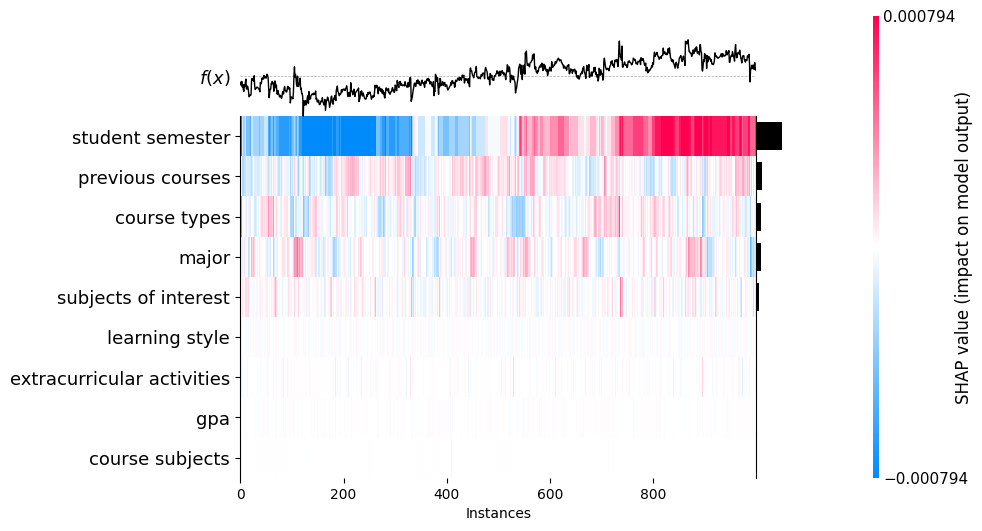 0.000794
f(x)
student semester
previous courses
course types
major
subjects of interest
learning style
extracurricular activities
gpa
course subjects
0 200 400 600 800
Instances
−0.000794
SHAP value (impact on model output)